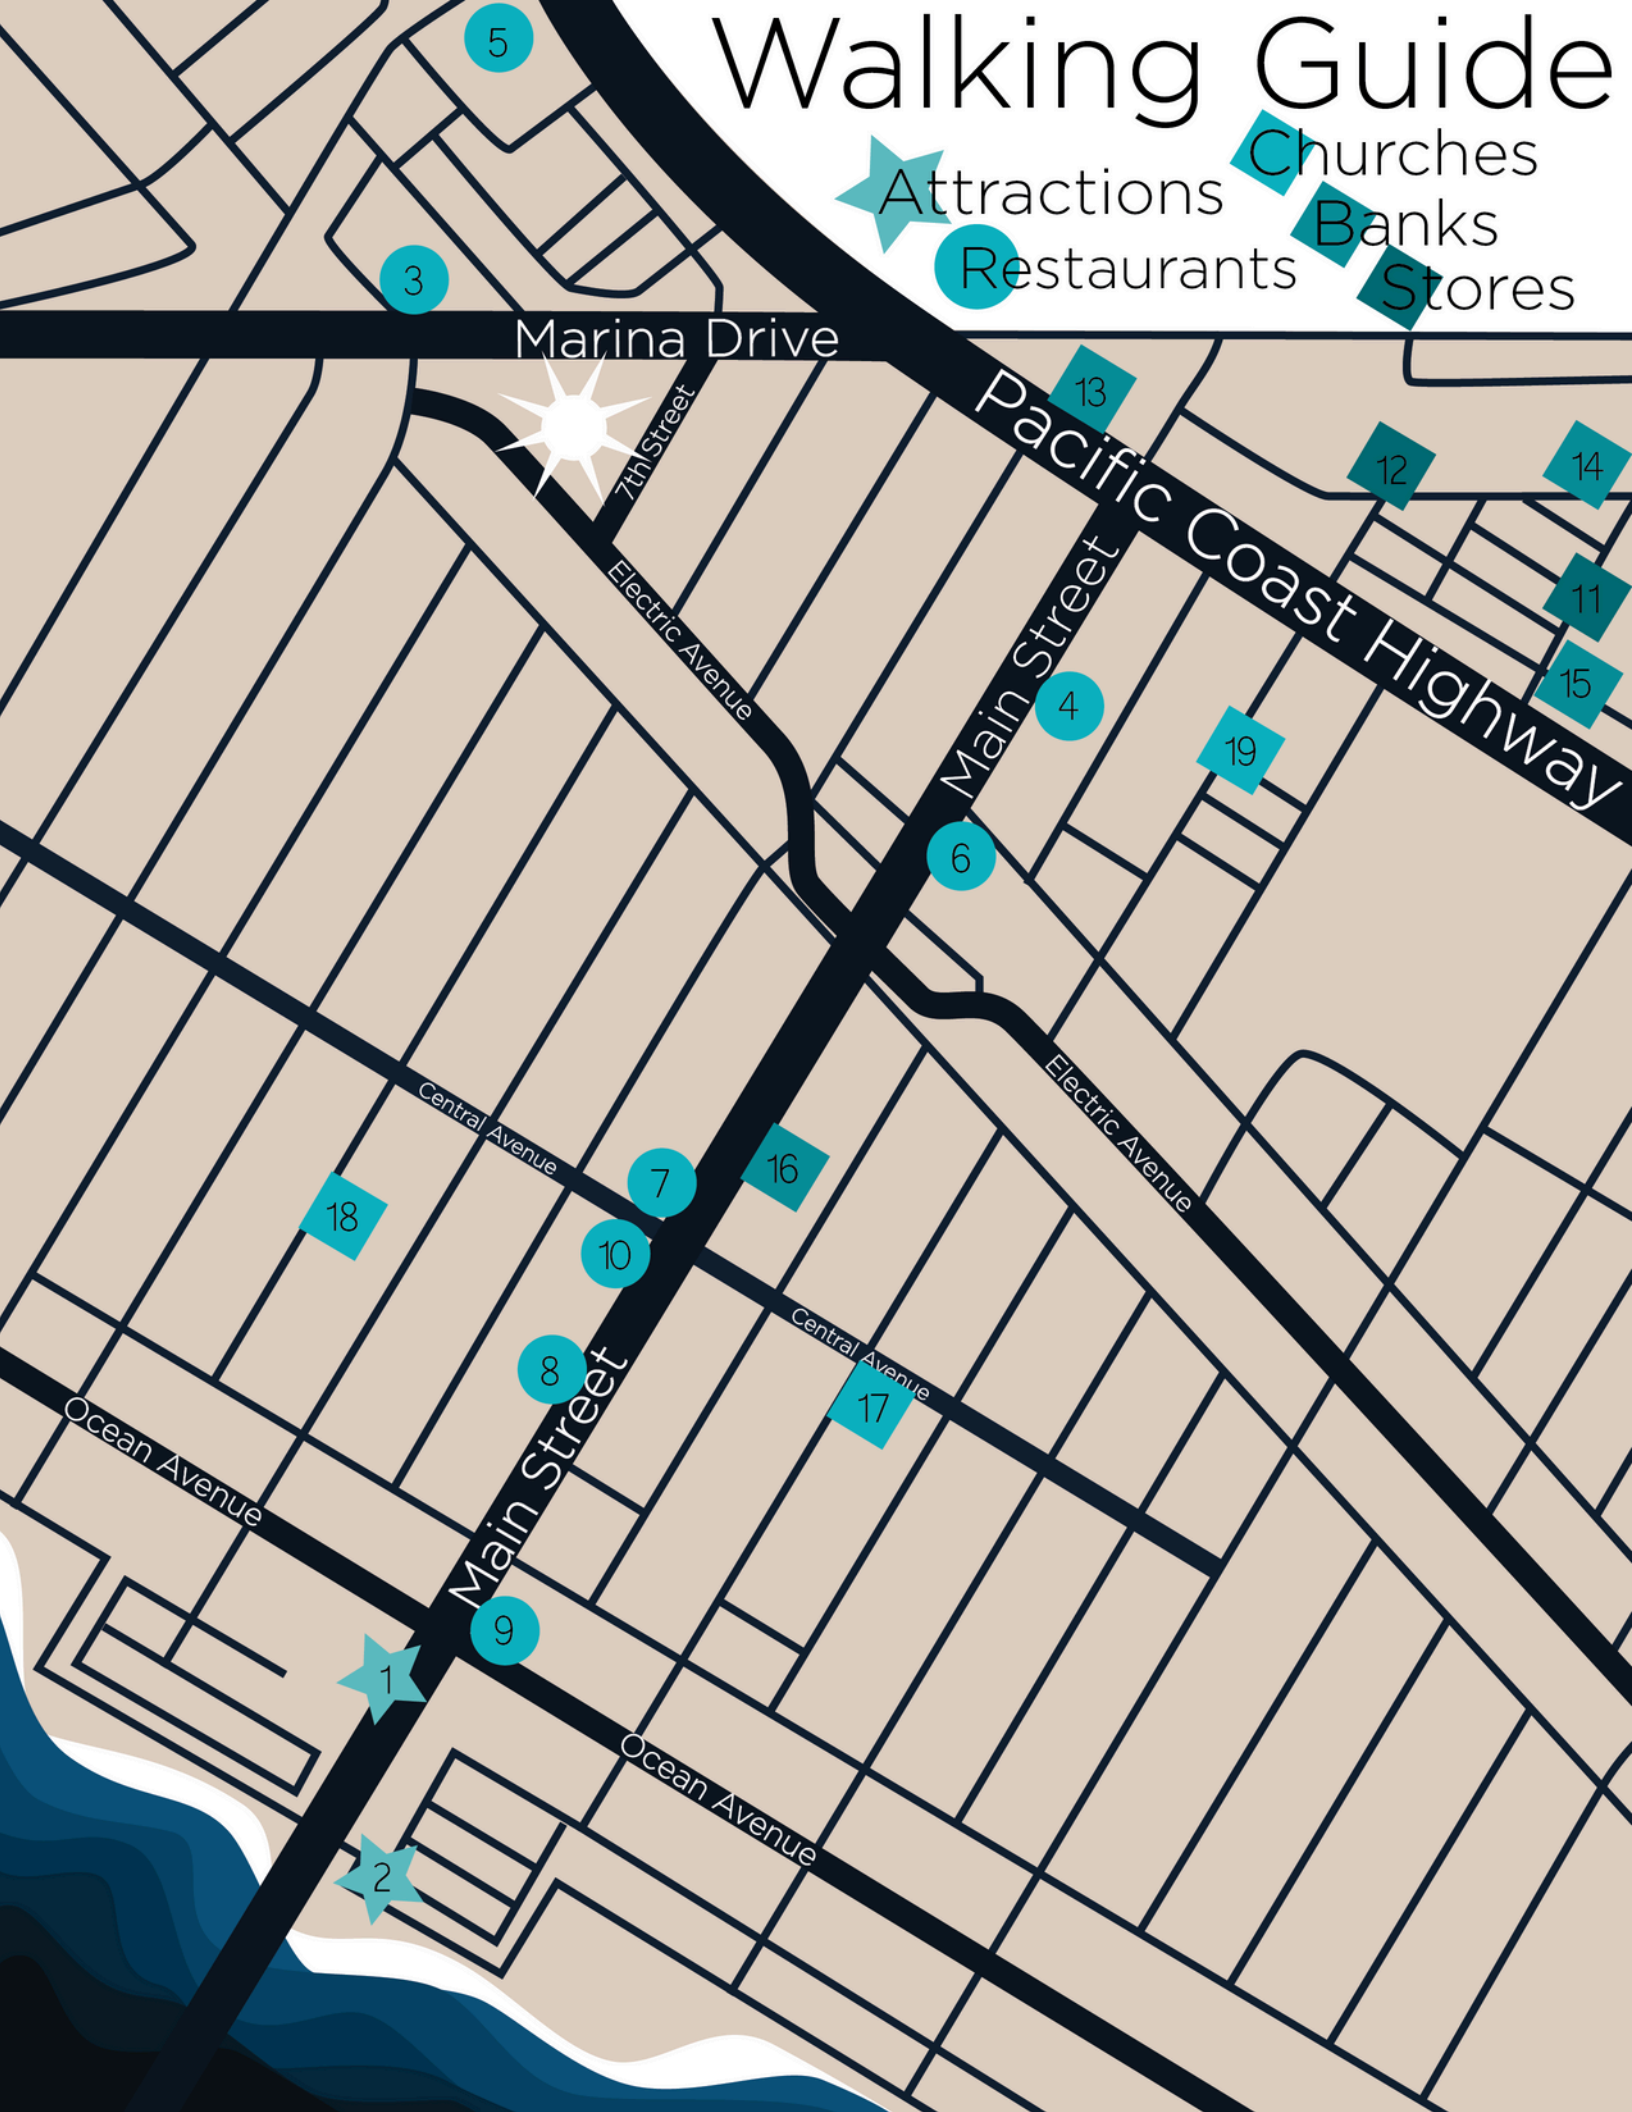 Walking Guide
Attractions
Restaurants
Churches
Banks
Stores
5
3
Marina Drive
7th Street
13
Pacific Coast Highway
12
14
11
15
Electric Avenue
Main Street
4
19
6
Central Avenue
7
16
18
10
Electric Avenue
8
Central Avenue
17
Ocean Avenue
Main Street
9
1
Ocean Avenue
2